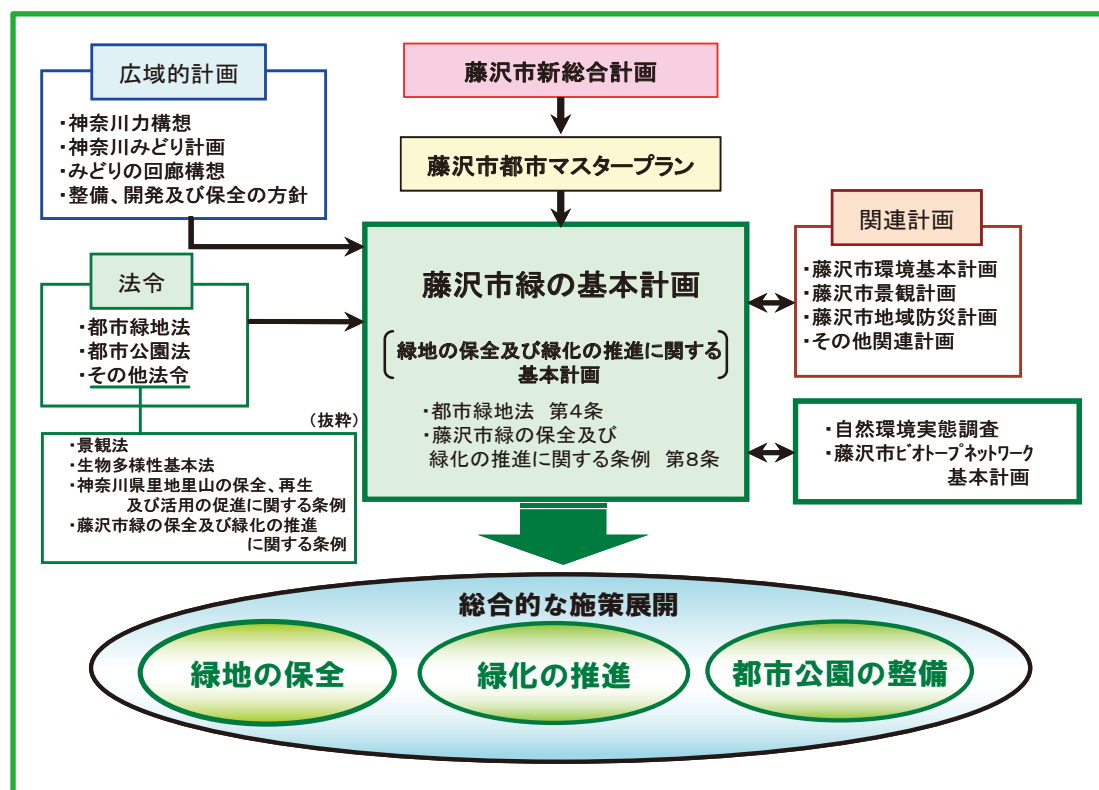 広域的計画
・神奈川力構想
・神奈川みどり計画
・みどりの回廊構想
・整備、開発及び保全の方針
藤沢市新総合計画
藤沢市都市マスタープラン
法令
・都市緑地法
・都市公園法
・その他法令
(抜粋)
・景観法
・生物多様性基本法
・神奈川県里地里山の保全、再生
及び活用の促進に関する条例
・藤沢市緑の保全及び緑化の推進
に関する条例
藤沢市緑の基本計画
緑地の保全及び緑化の推進に関する
基本計画
・都市緑地法 第4条
・藤沢市緑の保全及び
緑化の推進に関する条例 第8条
関連計画
・藤沢市環境基本計画
・藤沢市景観計画
・藤沢市地域防災計画
・その他関連計画
・自然環境実態調査
・藤沢市ﾋﾞｵﾄｰﾌﾟﾈｯﾄﾜｰｸ
基本計画
総合的な施策展開
緑地の保全
緑化の推進
都市公園の整備